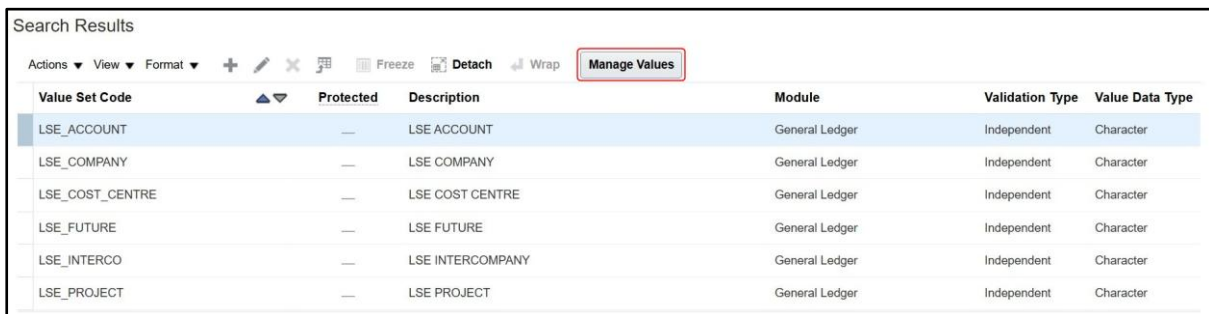 Search Results
Actions View Format Freeze Detach Wrap Manage Values
Value Set Code Protected Description Module Validation Type Value Data Type
LSE_ACCOUNT LSE ACCOUNT General Ledger Independent Character
LSE_COMPANY LSE COMPANY General Ledger Independent Character
LSE_COST_CENTRE LSE COST CENTRE General Ledger Independent Character
LSE_FUTURE LSE FUTURE General Ledger Independent Character
LSE_INTERCO LSE INTERCOMPANY General Ledger Independent Character
LSE_PROJECT LSE PROJECT General Ledger Independent Character